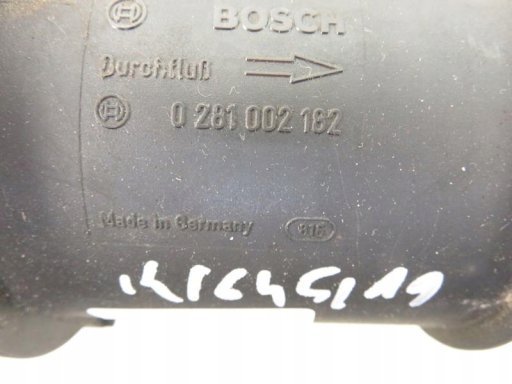 BOSCH
Durchfluß
0 281 002 182
Made in Germany